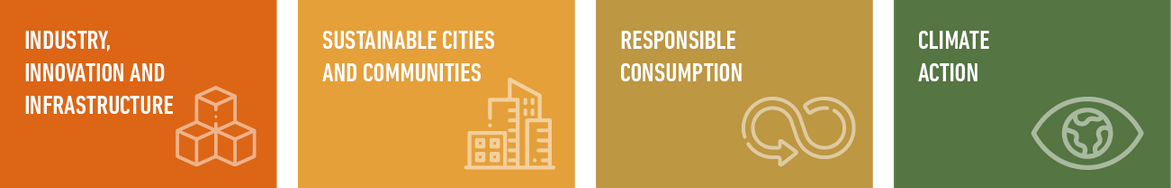 INDUSTRY,
INNOVATION AND
INFRASTRUCTURE
SUSTAINABLE CITIES
AND COMMUNITIES
RESPONSIBLE
CONSUMPTION
CLIMATE
ACTION